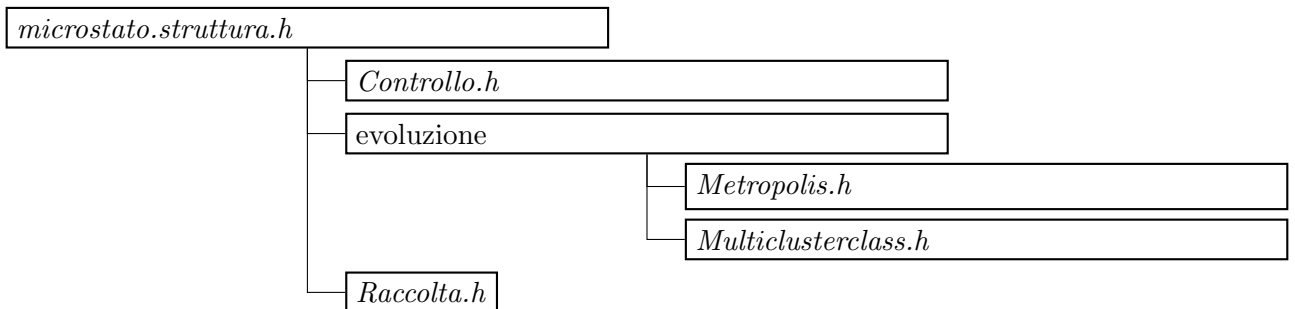 microstato.struttura.h
Controllo.h
evoluzione
Metropolis.h
Multiclusterclass.h
Raccolta.h